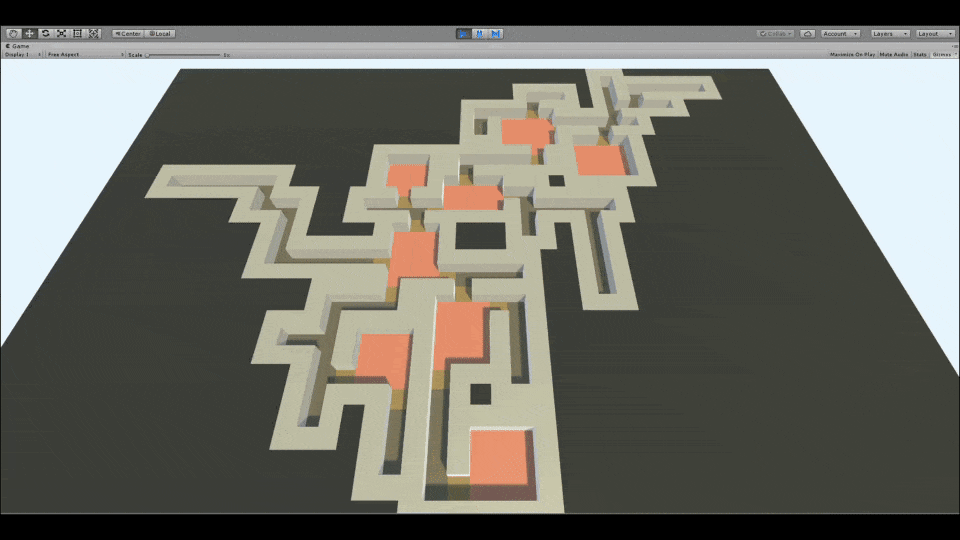 Center Local Collab Account Layers Layout
Game
Display 1 Free Aspect Scale 1x Maximize On Play Mute Audio Stats Gizmos